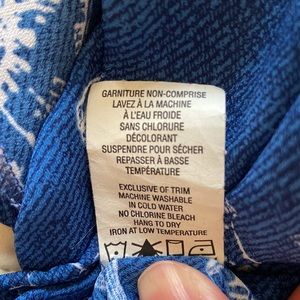 GARNITURE NON-COMPRISE
LAVEZ À LA MACHINE
À L'EAU FROIDE
SANS CHLORURE
DÉCOLORANT
SUSPENDRE POUR SÉCHER
REPASSER À BASSE
TEMPÉRATURE
EXCLUSIVE OF TRIM
MACHINE WASHABLE
IN COLD WATER
NO CHLORINE BLEACH
HANG TO DRY
IRON AT LOW TEMPERATURE